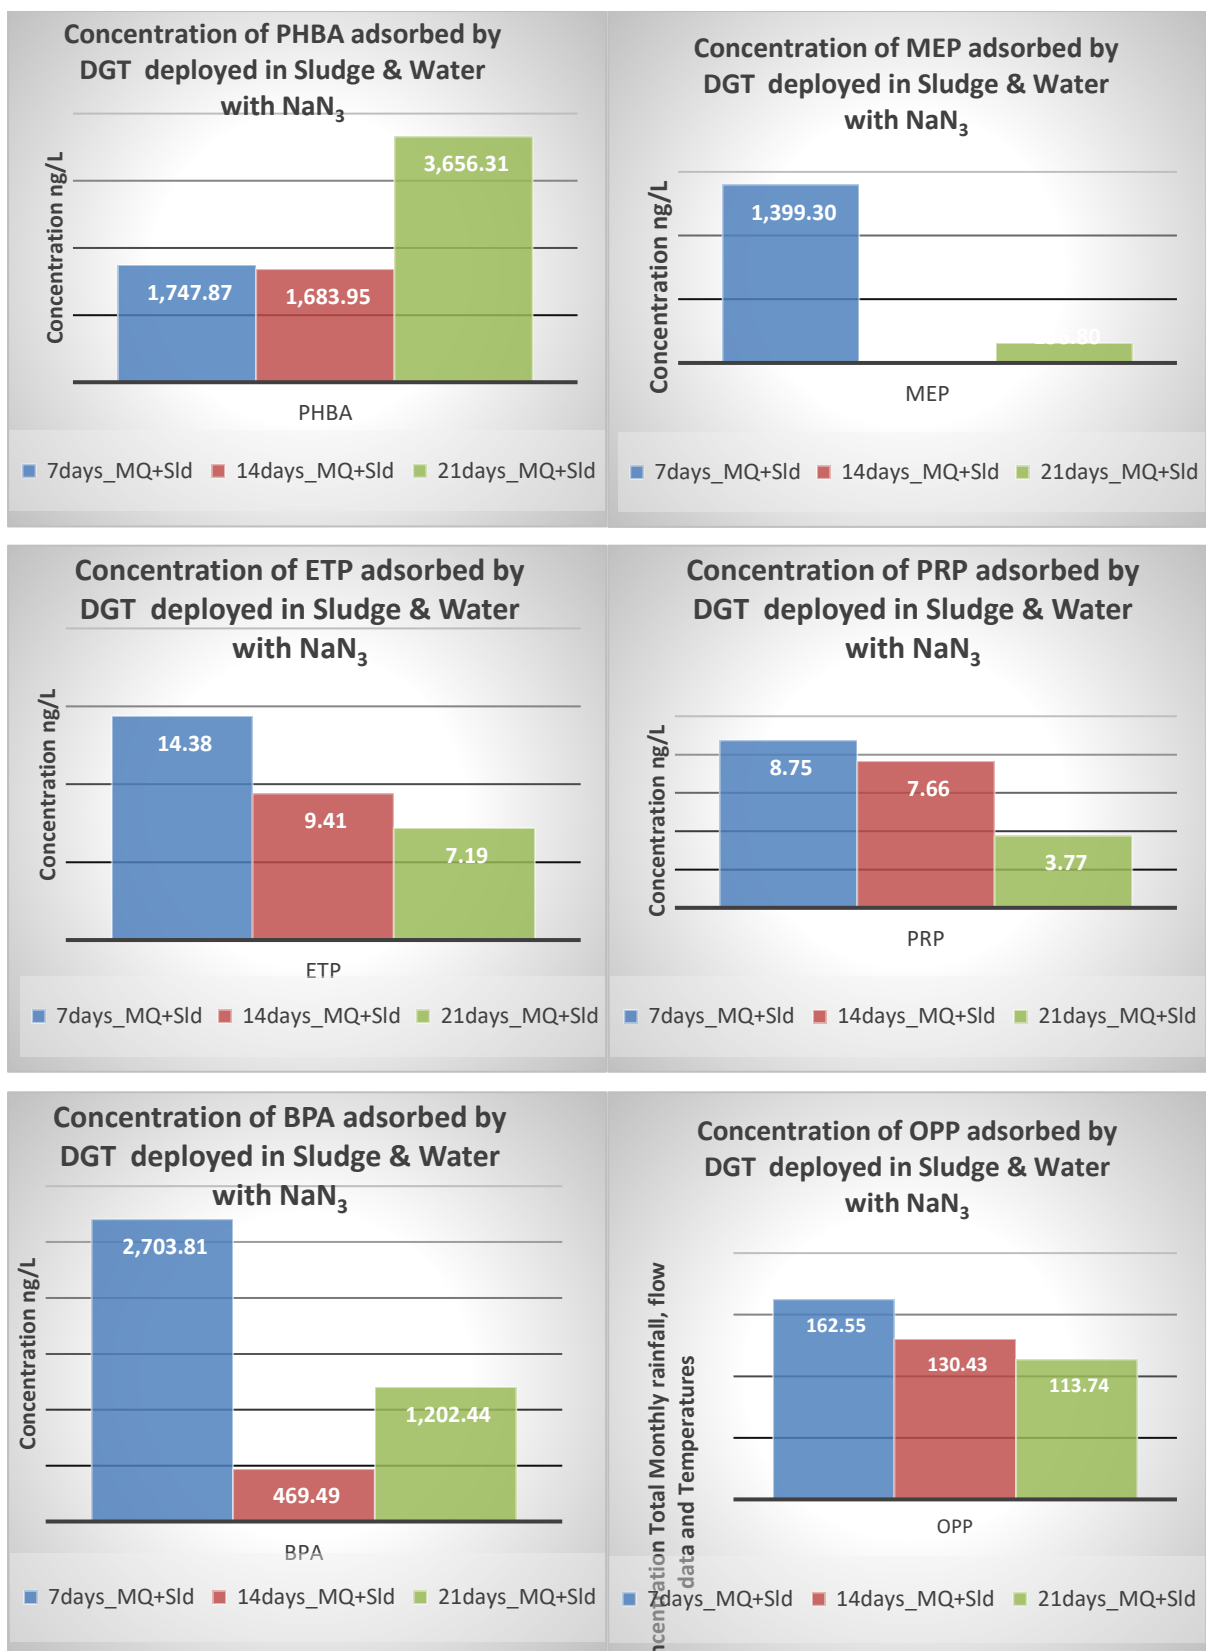 Concentration of PHBA adsorbed by
DGT deployed in Sludge & Water
with NaN3
Concentration ng/L
1,747.87
1,683.95
3,656.31
PHBA
7days_MQ+Sld 14days_MQ+Sld 21days_MQ+Sld
Concentration of MEP adsorbed by
DGT deployed in Sludge & Water
with NaN3
Concentration ng/L
1,399.30
MEP
7days_MQ+Sld 14days_MQ+Sld 21days_MQ+Sld
Concentration of ETP adsorbed by
DGT deployed in Sludge & Water
with NaN3
Concentration ng/L
14.38
9.41
7.19
ETP
7days_MQ+Sld 14days_MQ+Sld 21days_MQ+Sld
Concentration of PRP adsorbed by
DGT deployed in Sludge & Water
with NaN3
Concentration ng/L
8.75
7.66
3.77
PRP
7days_MQ+Sld 14days_MQ+Sld 21days_MQ+Sld
Concentration of BPA adsorbed by
DGT deployed in Sludge & Water
with NaN3
Concentration ng/L
2,703.81
469.49
1,202.44
BPA
7days_MQ+Sld 14days_MQ+Sld 21days_MQ+Sld
Concentration of OPP adsorbed by
DGT deployed in Sludge & Water
with NaN3
ncentration Total Monthly rainfall, flow
data and Temperatures
162.55
130.43
113.74
OPP
7days_MQ+Sld 14days_MQ+Sld 21days_MQ+Sld